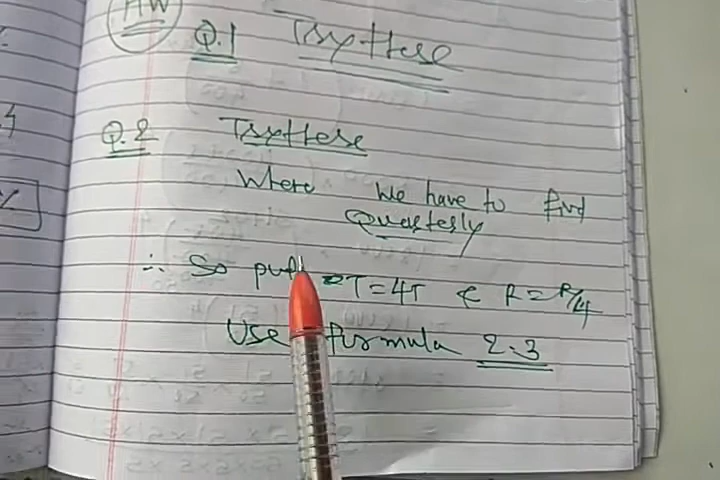 HW
Q.1 Try these
Q.2 Try these
Where We have to find
Quarterly
∴ So put T=4T & R=R/4
Use formula 2.3